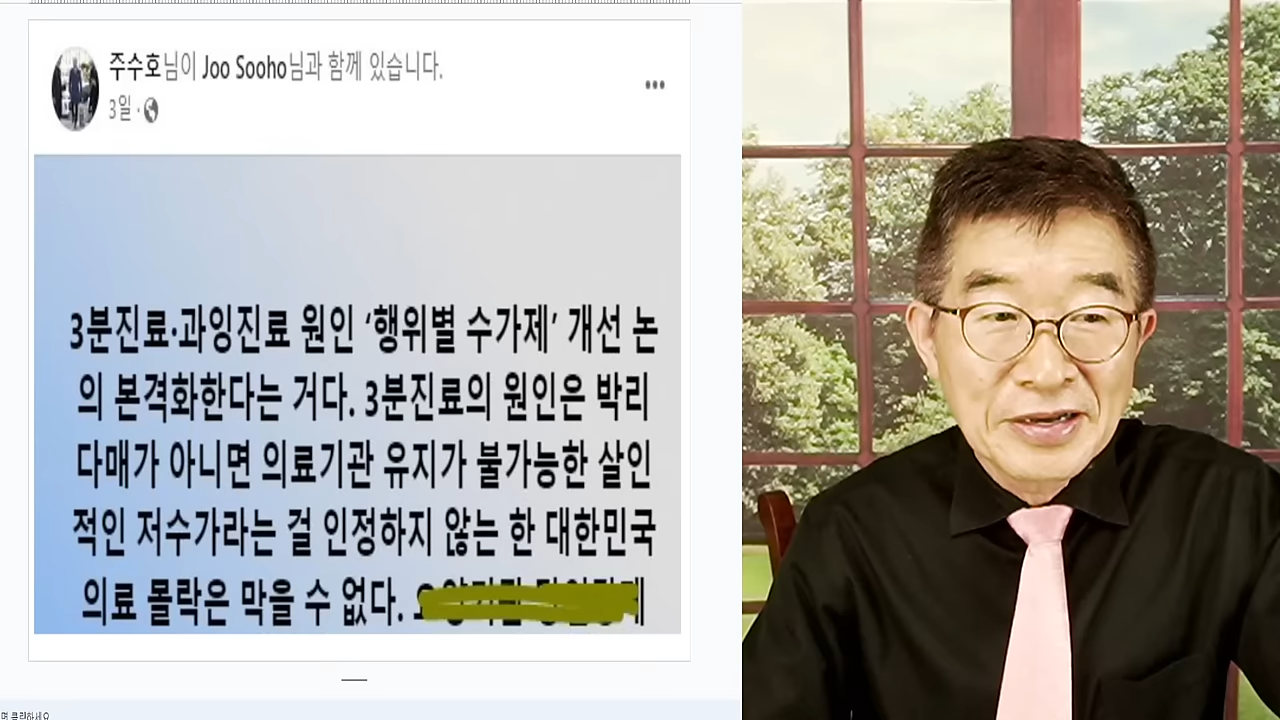 주수호님이 Joo Sooho님과 함께 있습니다.
3일 ·
3분진료·과잉진료 원인 ‘행위별 수가제’ 개선 논
의 본격화한다는 거다. 3분진료의 원인은 박리
다매가 아니면 의료기관 유지가 불가능한 살인
적인 저수가라는 걸 인정하지 않는 한 대한민국
의료 몰락은 막을 수 없다.
클릭하세요